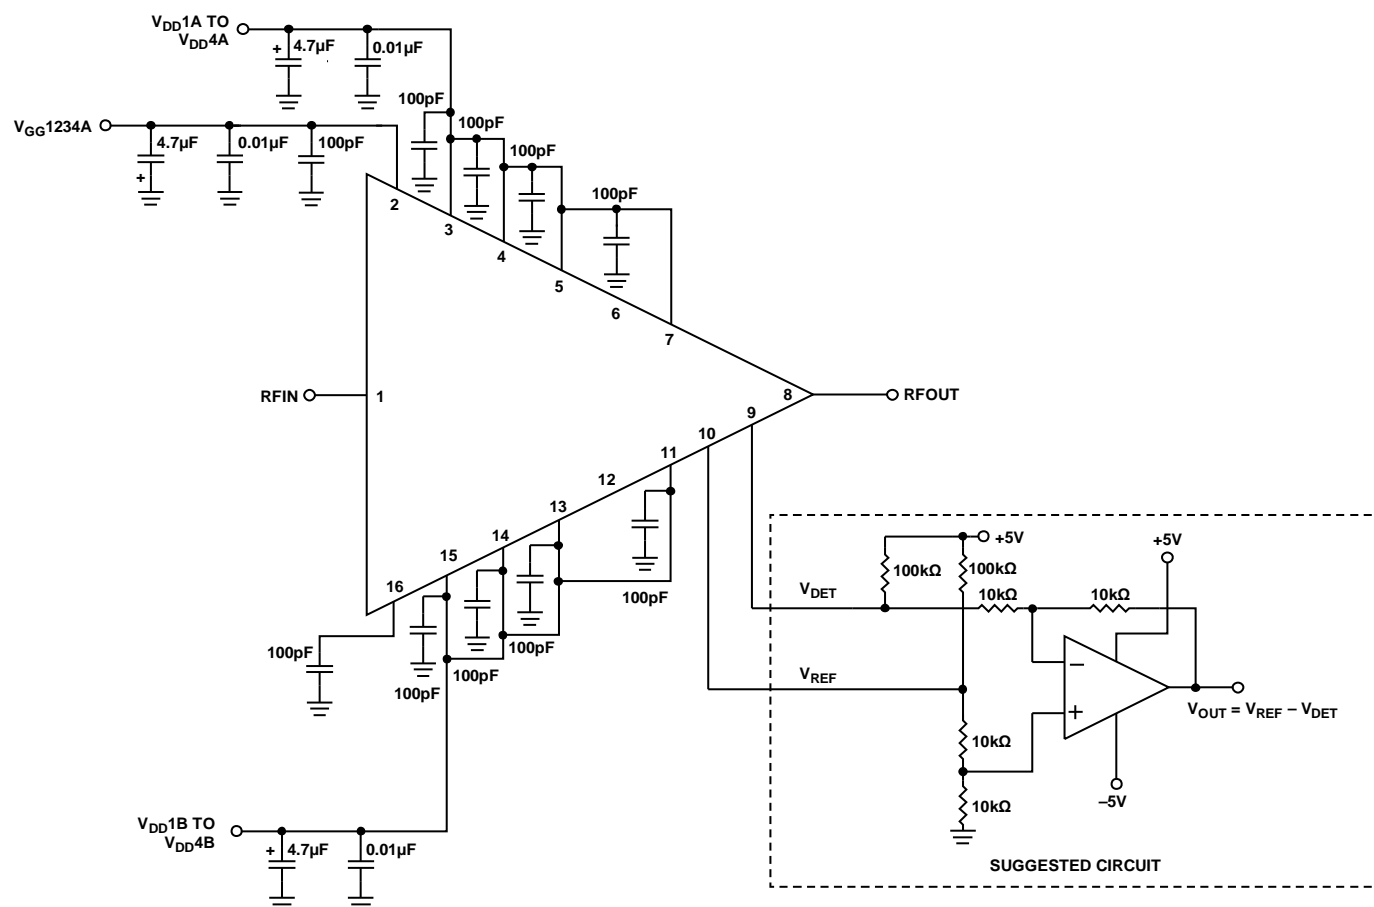 VDD1A TO
VDD4A
+ 4.7µF
0.01µF
VGG1234A
4.7µF
+
0.01µF
100pF
100pF
100pF
100pF
100pF
2
3
4
5
6
7
RFIN
1
8
RFOUT
9
10
11
12
13
14
15
16
100pF
100pF
100pF
100pF
100pF
VDD1B TO
VDD4B
+ 4.7µF
0.01µF
+5V
+5V
100kΩ
100kΩ
VDET
10kΩ
10kΩ
VREF
−
+
10kΩ
10kΩ
VOUT = VREF – VDET
–5V
SUGGESTED CIRCUIT